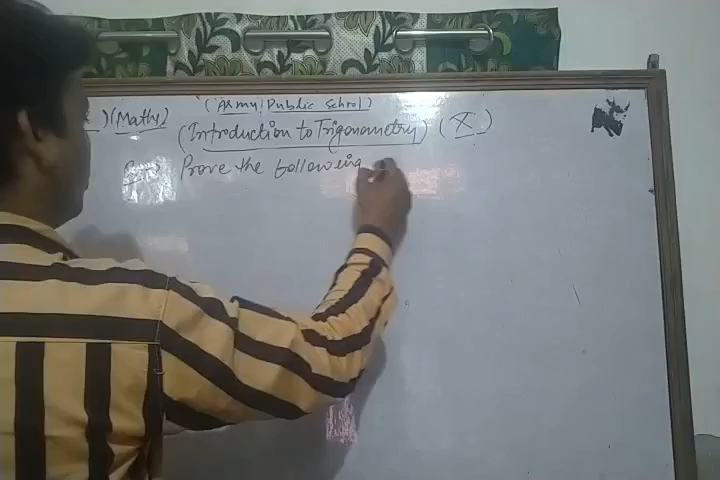 (Army Public School)
) (Maths)
(Introduction to Trigonometry) (X)
Prove the following